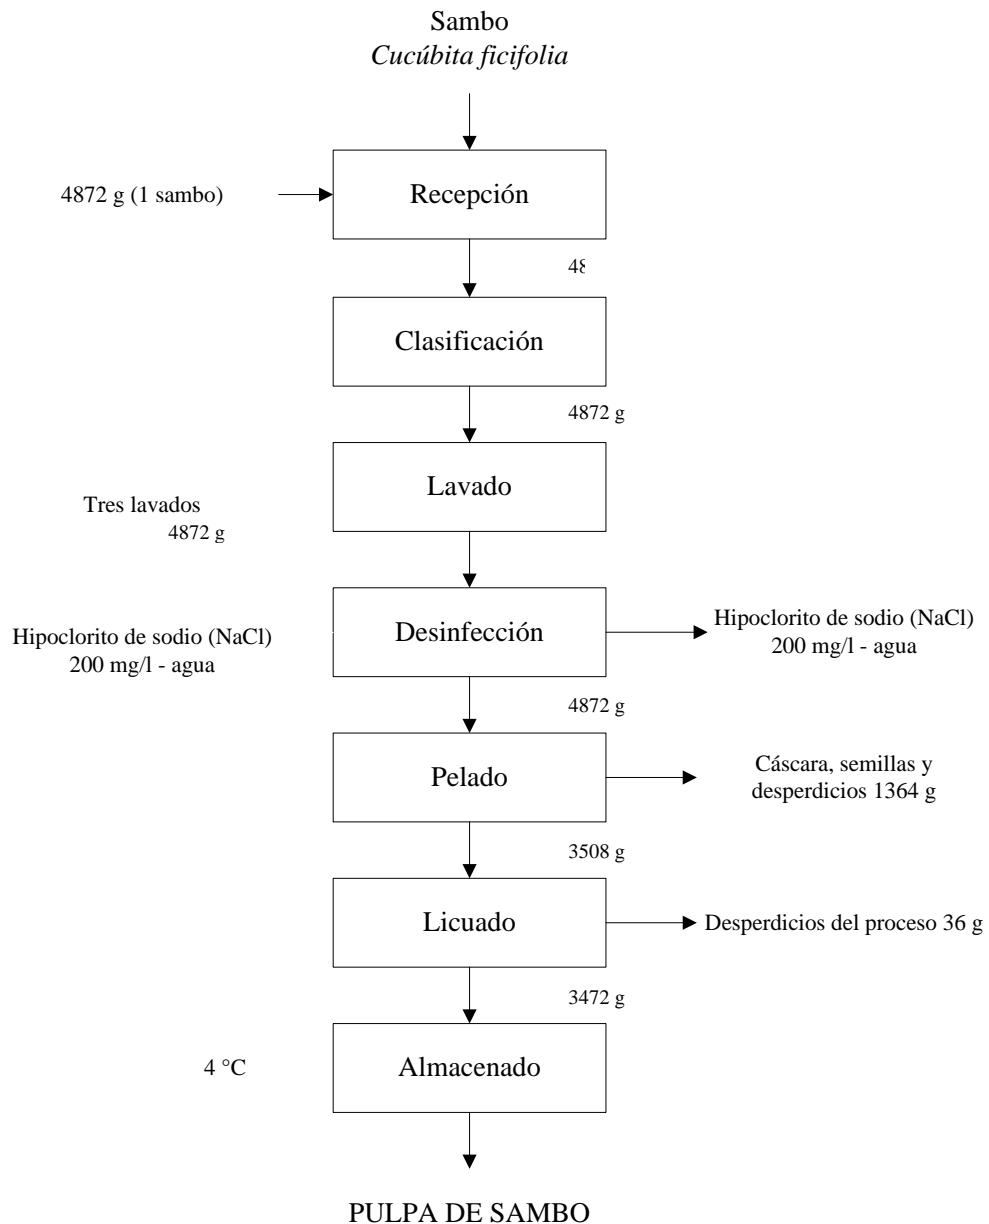 Sambo
Cucúbita ficifolia
4872 g (1 sambo)
Recepción
Clasificación
4872 g
Lavado
Tres lavados
4872 g
Hipoclorito de sodio (NaCl)
200 mg/l - agua
Desinfección
Hipoclorito de sodio (NaCl)
200 mg/l - agua
4872 g
Pelado
Cáscara, semillas y
desperdicios 1364 g
3508 g
Licuado
Desperdicios del proceso 36 g
3472 g
4 °C
Almacenado
PULPA DE SAMBO